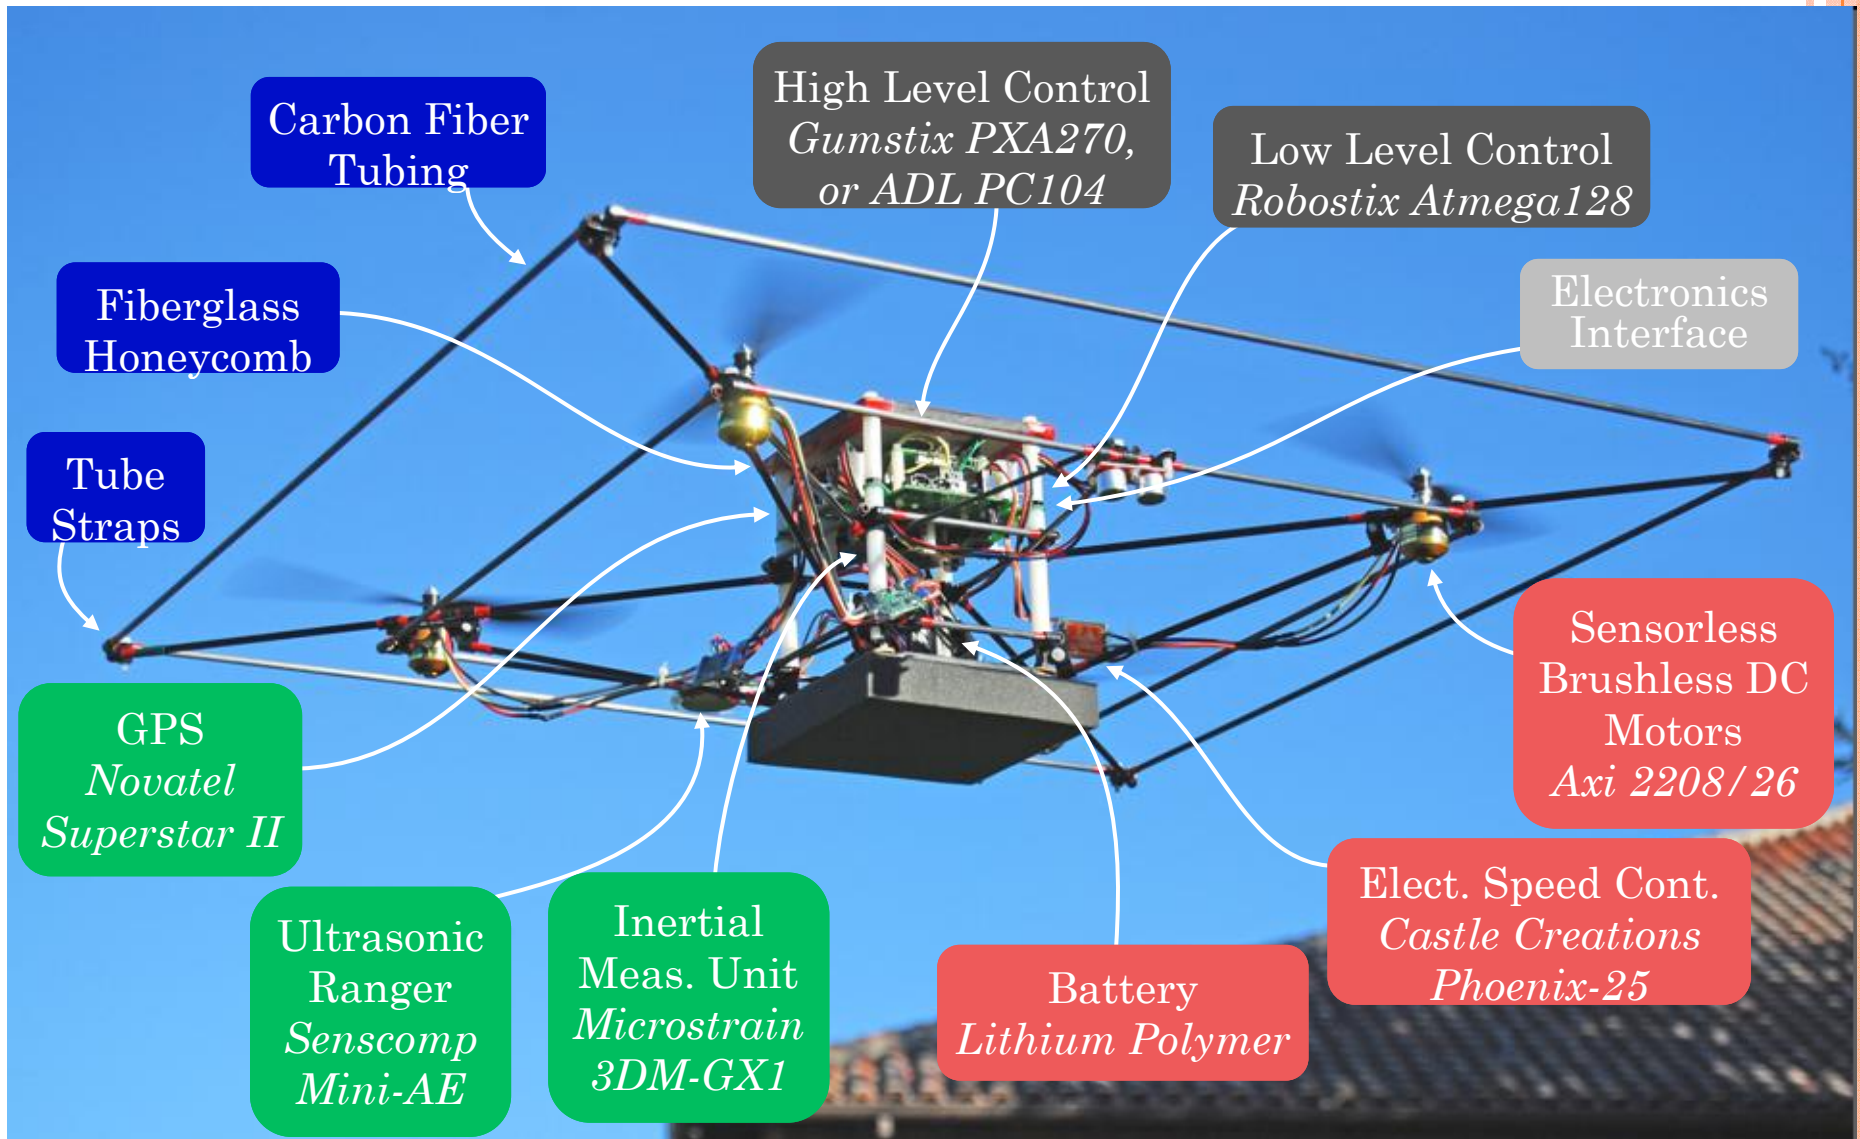 Carbon Fiber
Tubing
High Level Control
Gumstix PXA270,
or ADL PC104
Low Level Control
Robostix Atmega128
Fiberglass
Honeycomb
Electronics
Interface
Tube
Straps
Sensorless
Brushless DC
Motors
Axi 2208/26
GPS
Novatel
Superstar II
Ultrasonic
Ranger
Senscomp
Mini-AE
Inertial
Meas. Unit
Microstrain
3DM-GX1
Battery
Lithium Polymer
Elect. Speed Cont.
Castle Creations
Phoenix-25